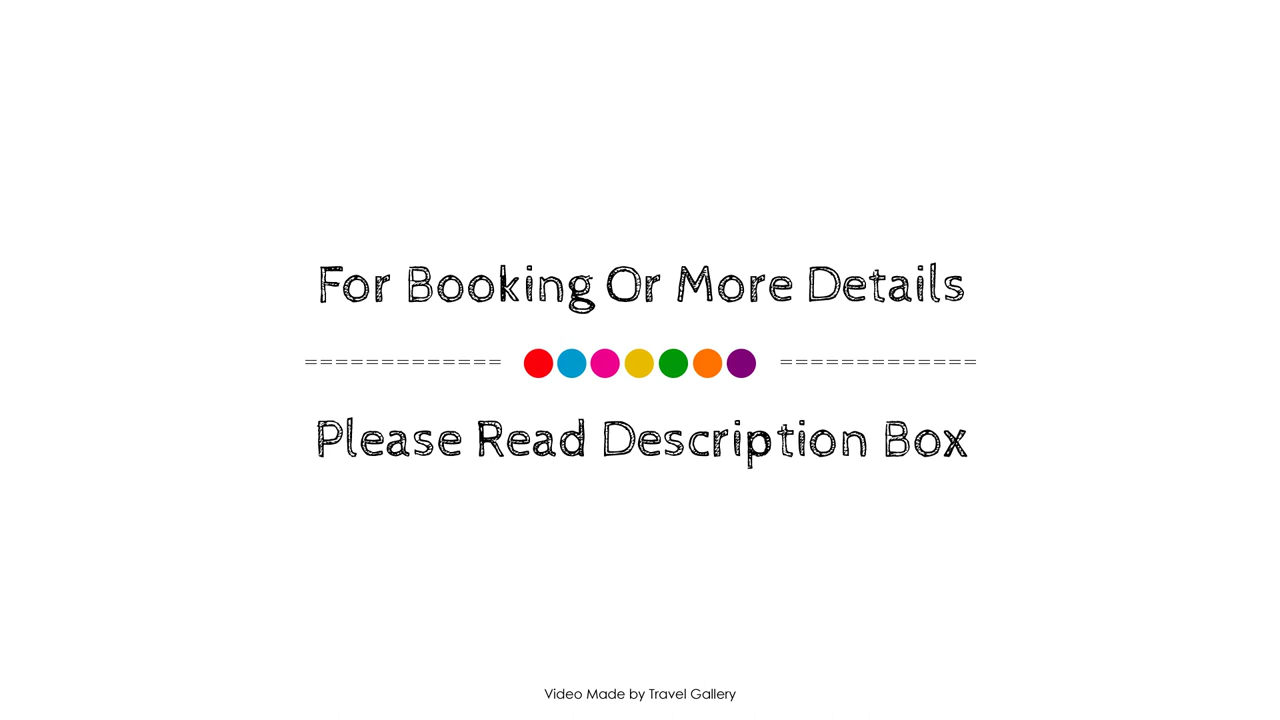 For Booking Or More Details
============= =============
Please Read Description Box
Video Made by Travel Gallery